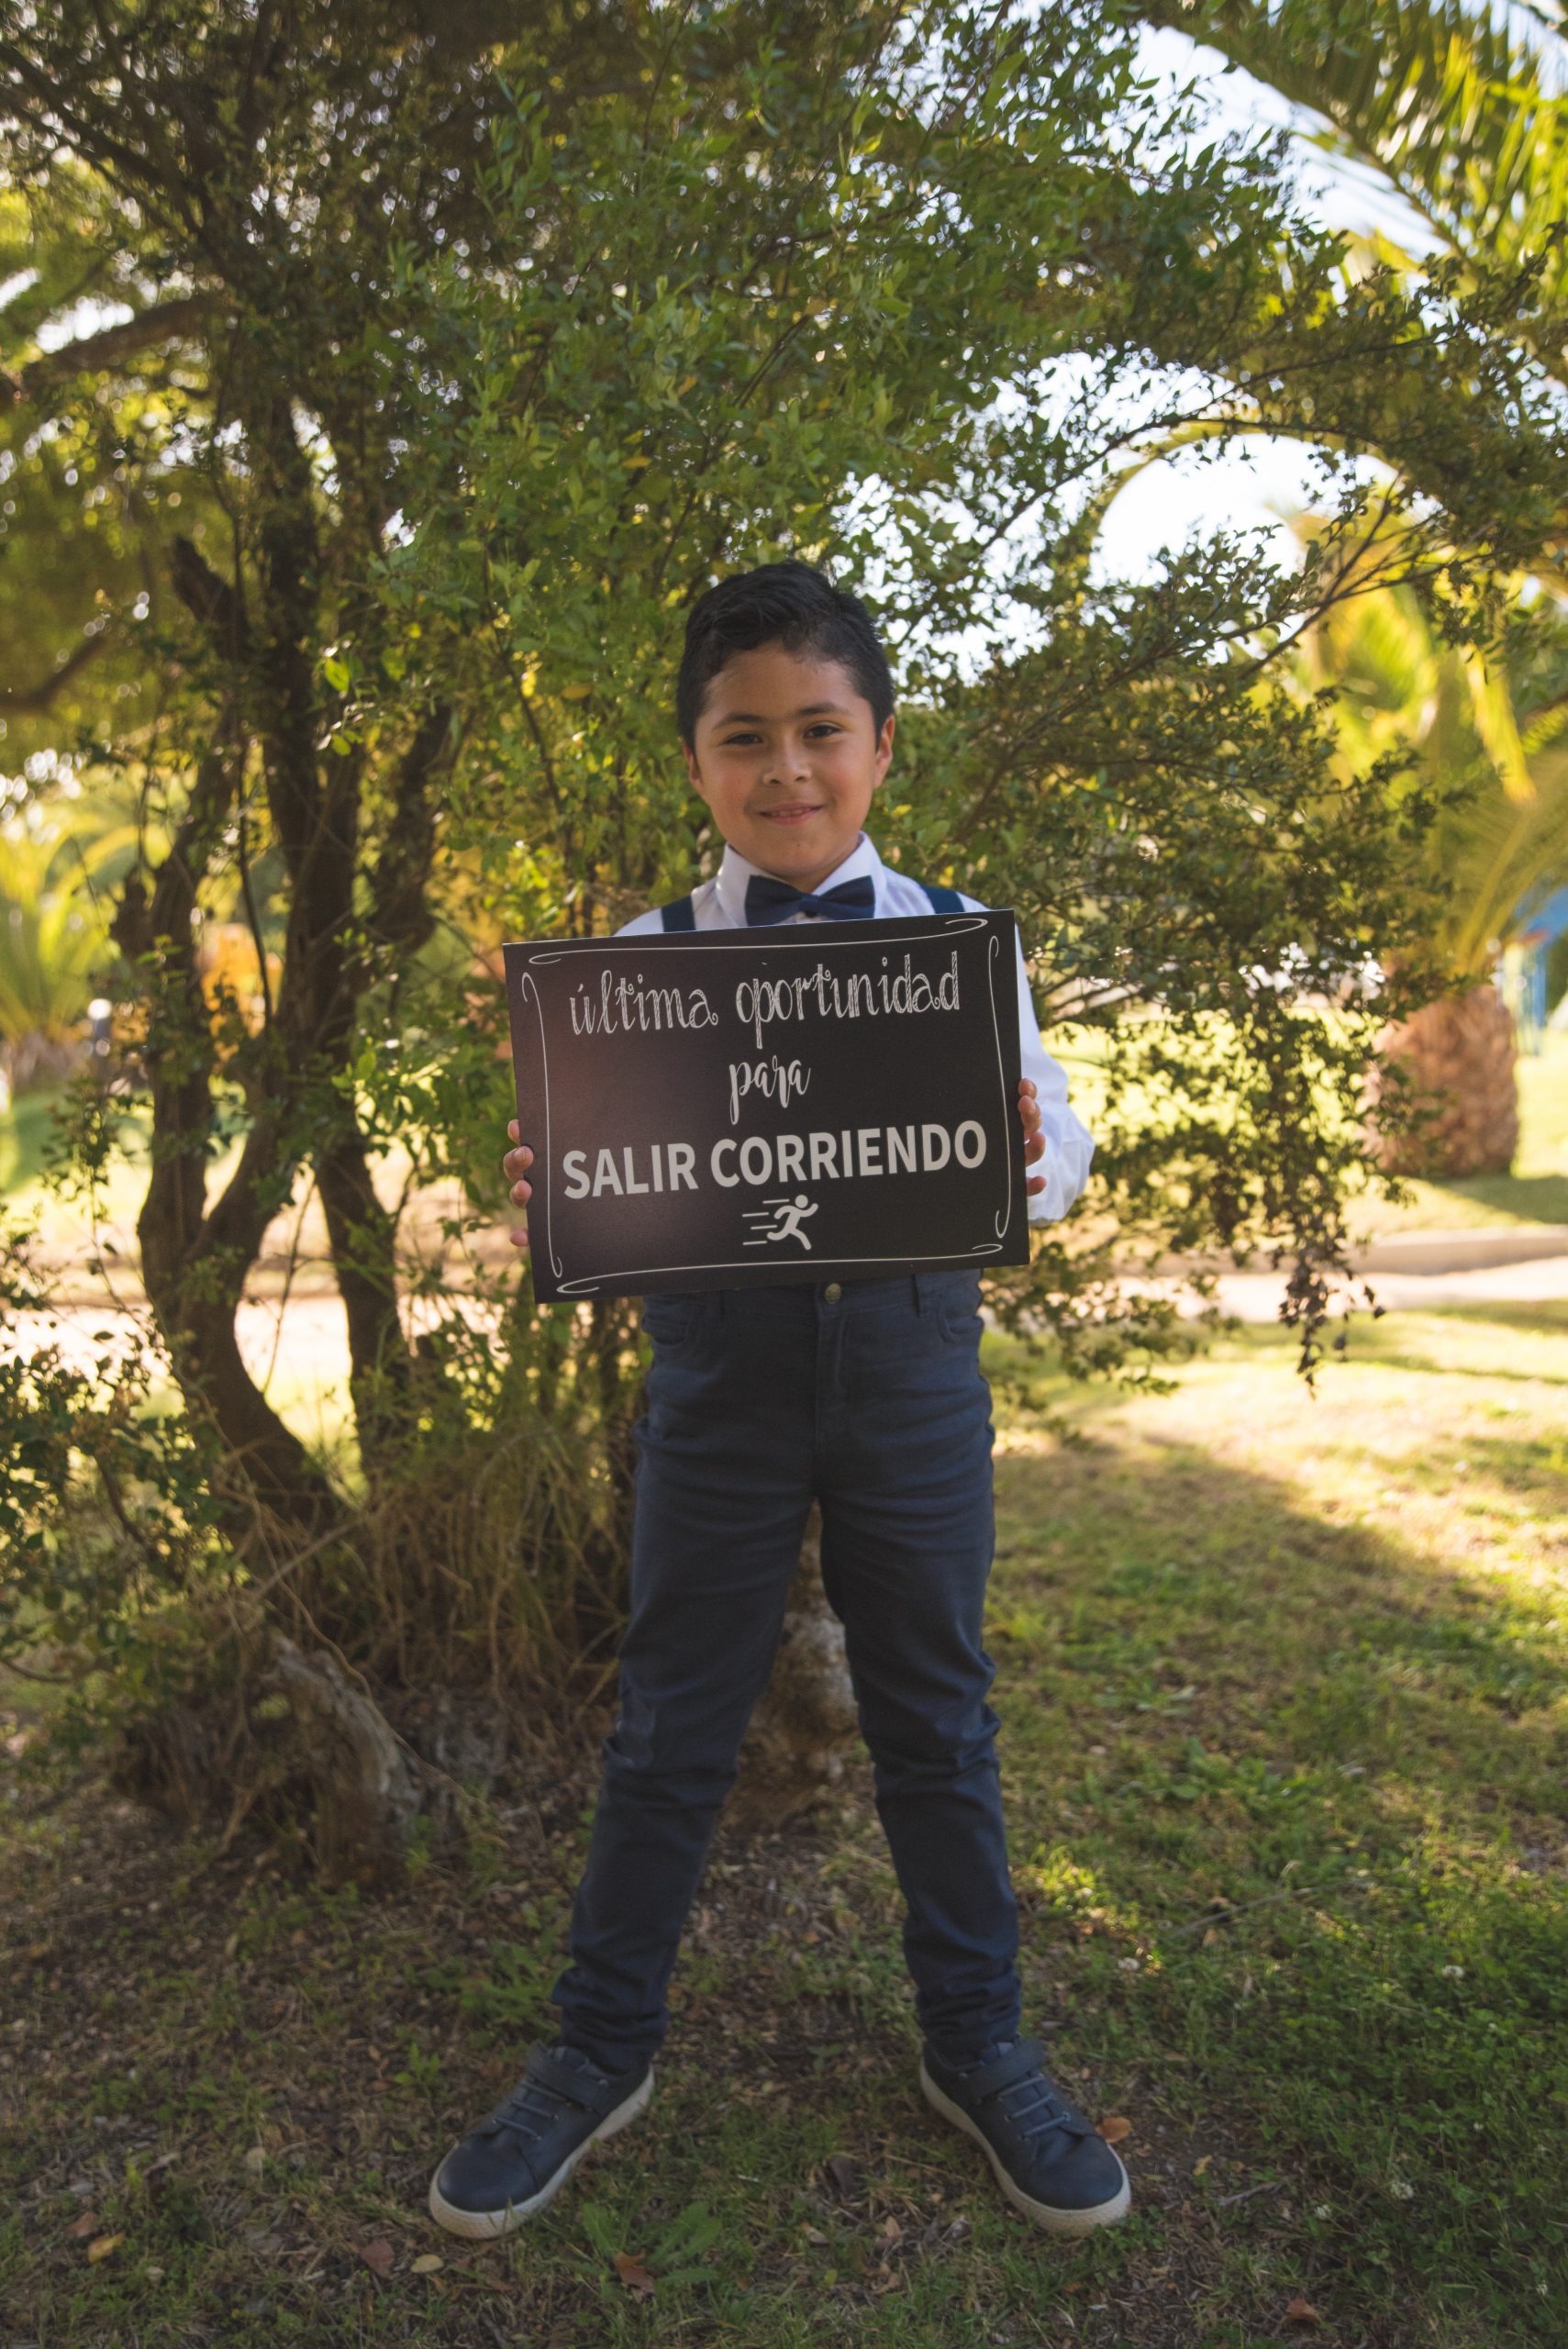 última oportunidad
para
SALIR CORRIENDO